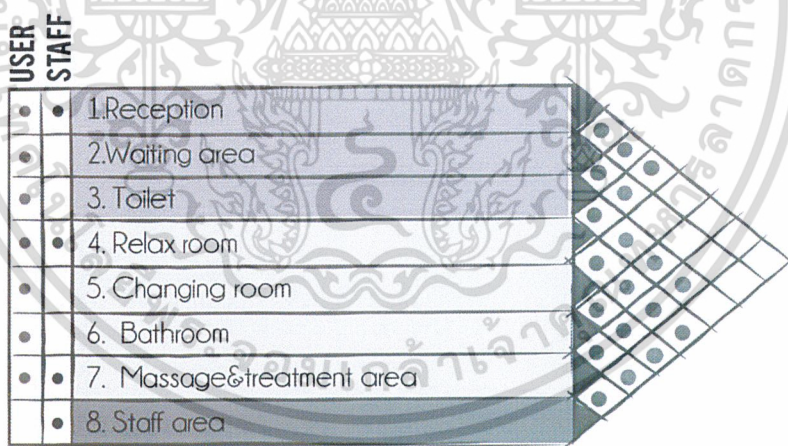 USER
STAFF
1.Reception
2.Waiting area
3. Toilet
4. Relax room
5. Changing room
6. Bathroom
7. Massage&treatment area
8. Staff area